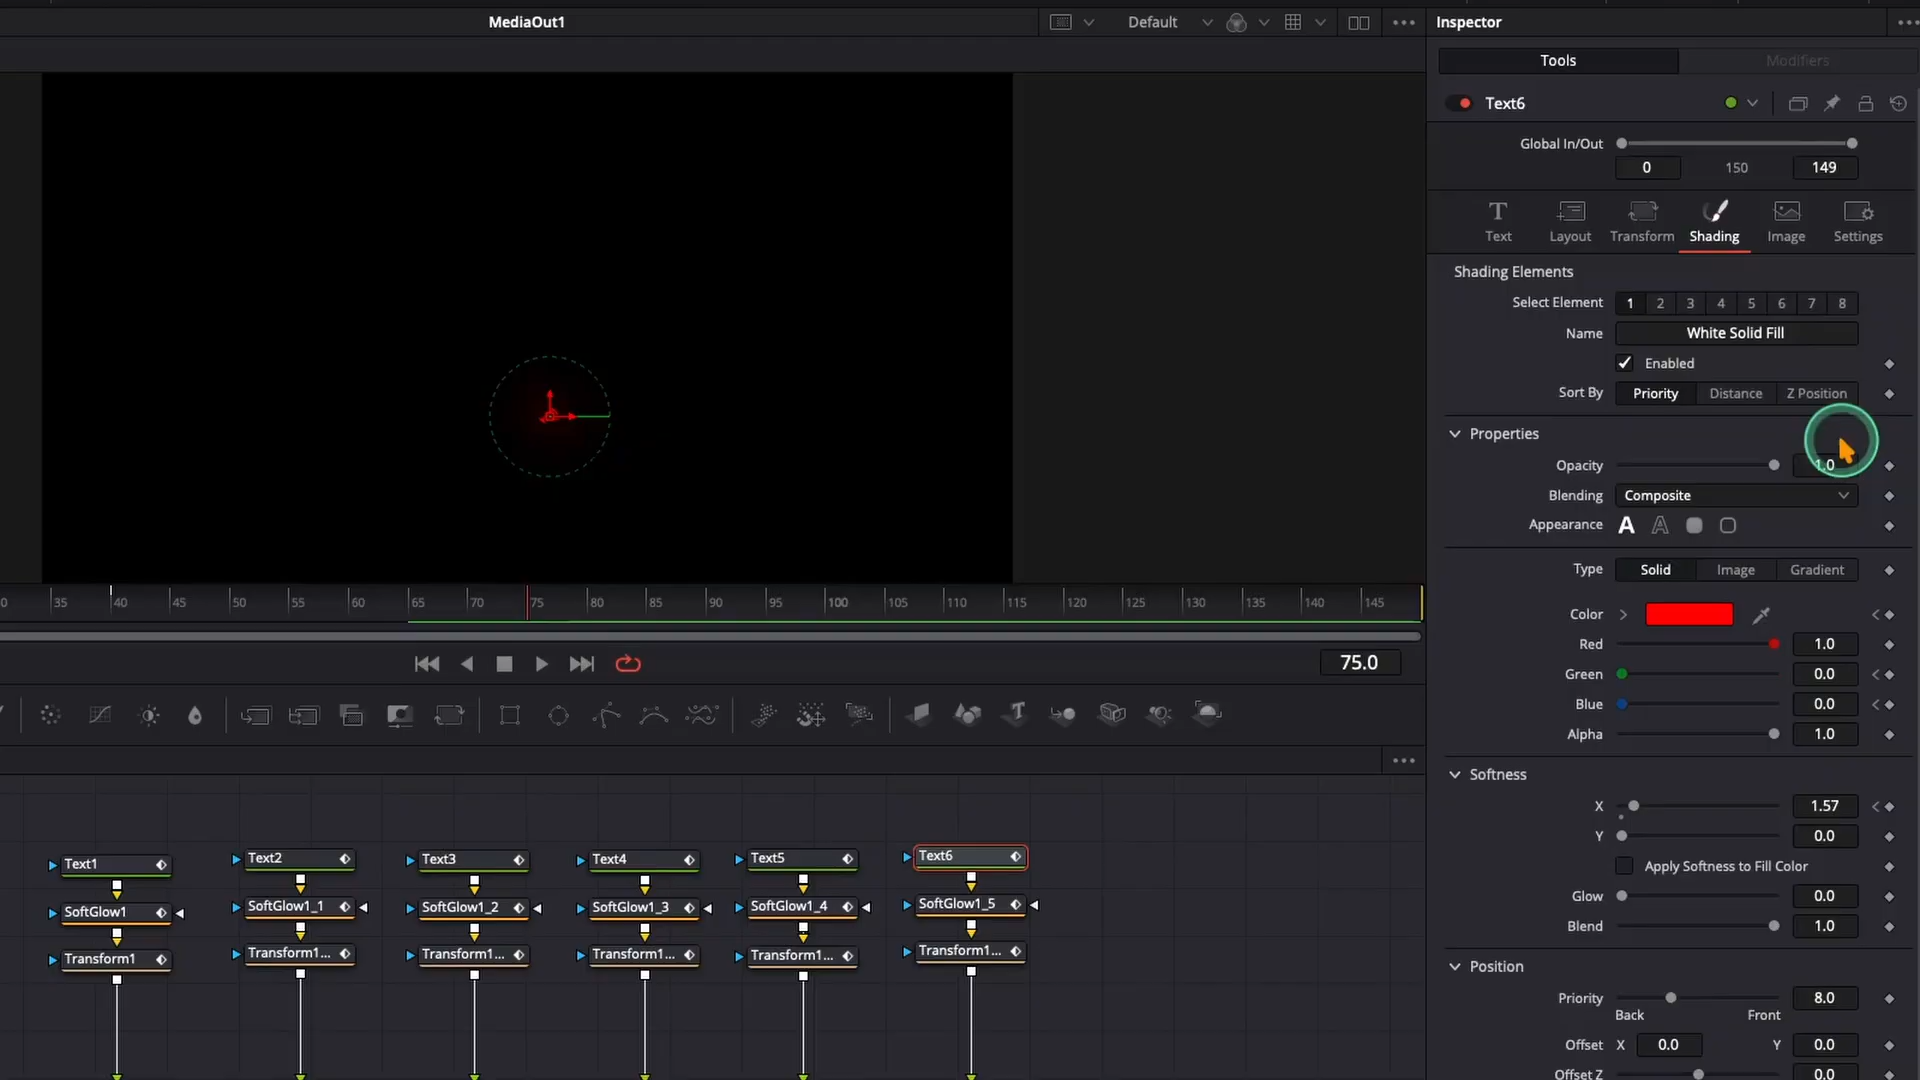 MediaOut1
Default
Inspector
Tools
Modifiers
Text6
Global In/Out
0 150 149
Text Layout Transform Shading Image Settings
Shading Elements
Select Element 1 2 3 4 5 6 7 8
Name White Solid Fill
Enabled
Sort By Priority Distance Z Position
Properties
Opacity 1.0
Blending Composite
Appearance A A
Type Solid Image Gradient
Color
Red 1.0
Green 0.0
Blue 0.0
Alpha 1.0
Softness
X 1.57
Y 0.0
Apply Softness to Fill Color
Glow 0.0
Blend 1.0
Position
Priority 8.0
Back Front
Offset X 0.0 Y 0.0
Offset Z 0.0
0 35 40 45 50 55 60 65 70 75 80 85 90 95 100 105 110 115 120 125 130 135 140 145
75.0
Text1 Text2 Text3 Text4 Text5 Text6
SoftGlow1 SoftGlow1_1 SoftGlow1_2 SoftGlow1_3 SoftGlow1_4 SoftGlow1_5
Transform1 Transform1... Transform1... Transform1... Transform1... Transform1...